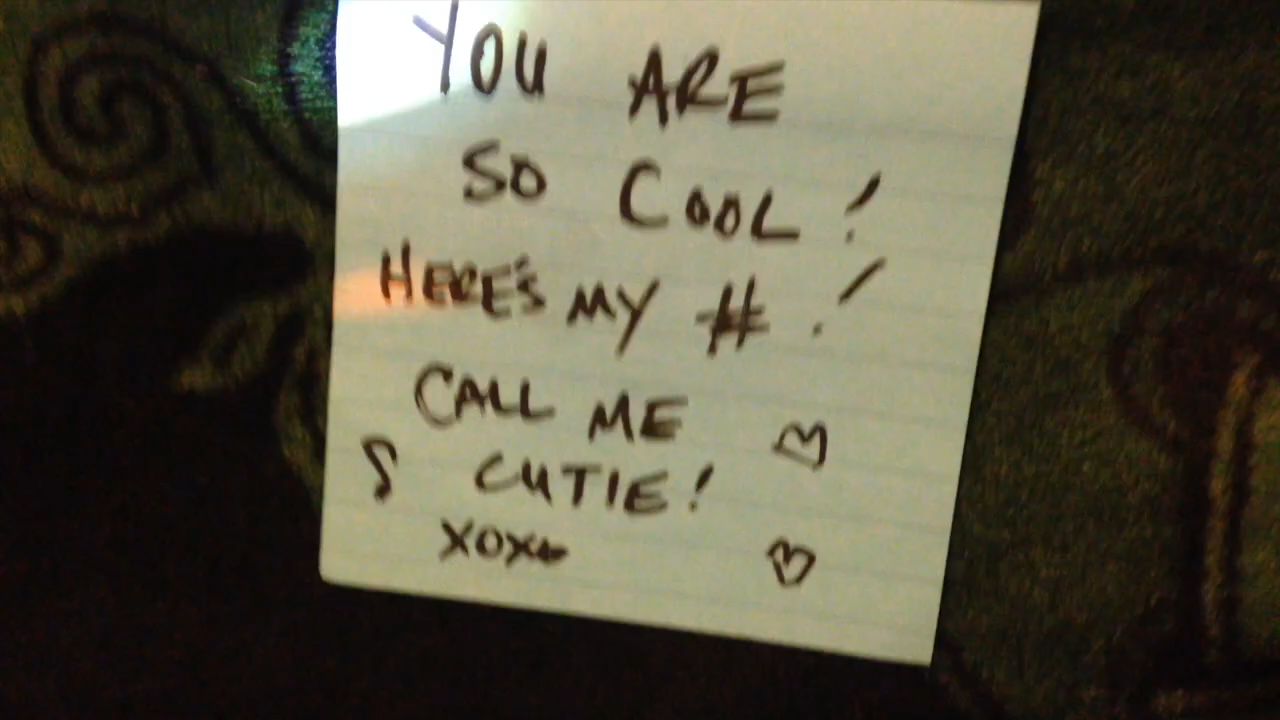 YOU ARE
SO COOL!
HERE'S MY #!
CALL ME
CUTIE!
XOXO